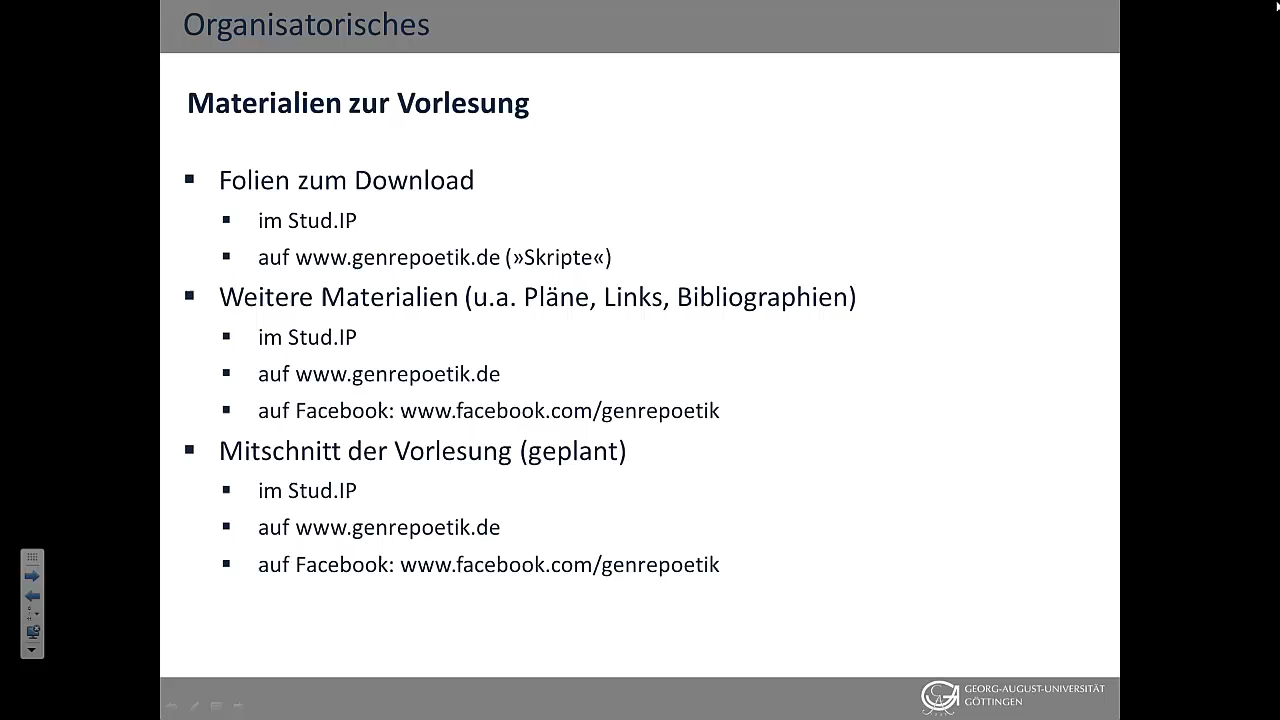 Organisatorisches
Materialien zur Vorlesung
Folien zum Download
im Stud.IP
auf www.genrepoetik.de (»Skripte«)
Weitere Materialien (u.a. Pläne, Links, Bibliographien)
im Stud.IP
auf www.genrepoetik.de
auf Facebook: www.facebook.com/genrepoetik
Mitschnitt der Vorlesung (geplant)
im Stud.IP
auf www.genrepoetik.de
auf Facebook: www.facebook.com/genrepoetik
GEORG-AUGUST-UNIVERSITÄT
GÖTTINGEN